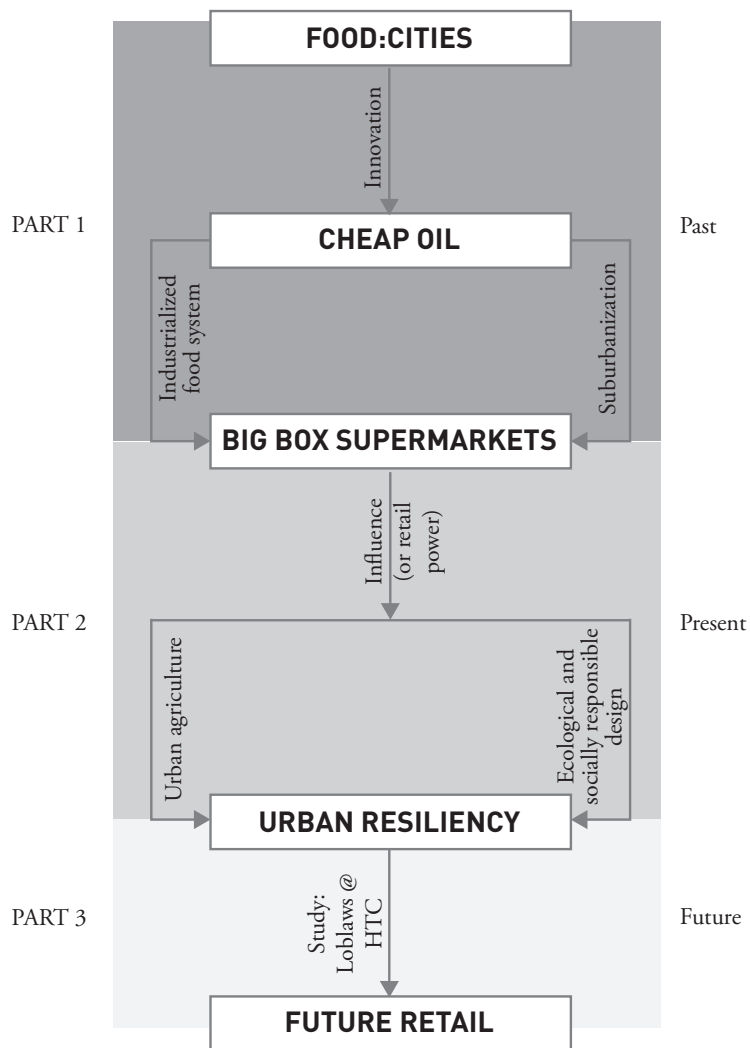 FOOD:CITIES
Innovation
PART 1
Past
CHEAP OIL
Industrialized
food system
Suburbanization
BIG BOX SUPERMARKETS
Influence
(or retail
power)
PART 2
Present
Urban agriculture
Ecological and
socially responsible
design
URBAN RESILIENCY
Study:
Loblaws @
HTC
PART 3
Future
FUTURE RETAIL